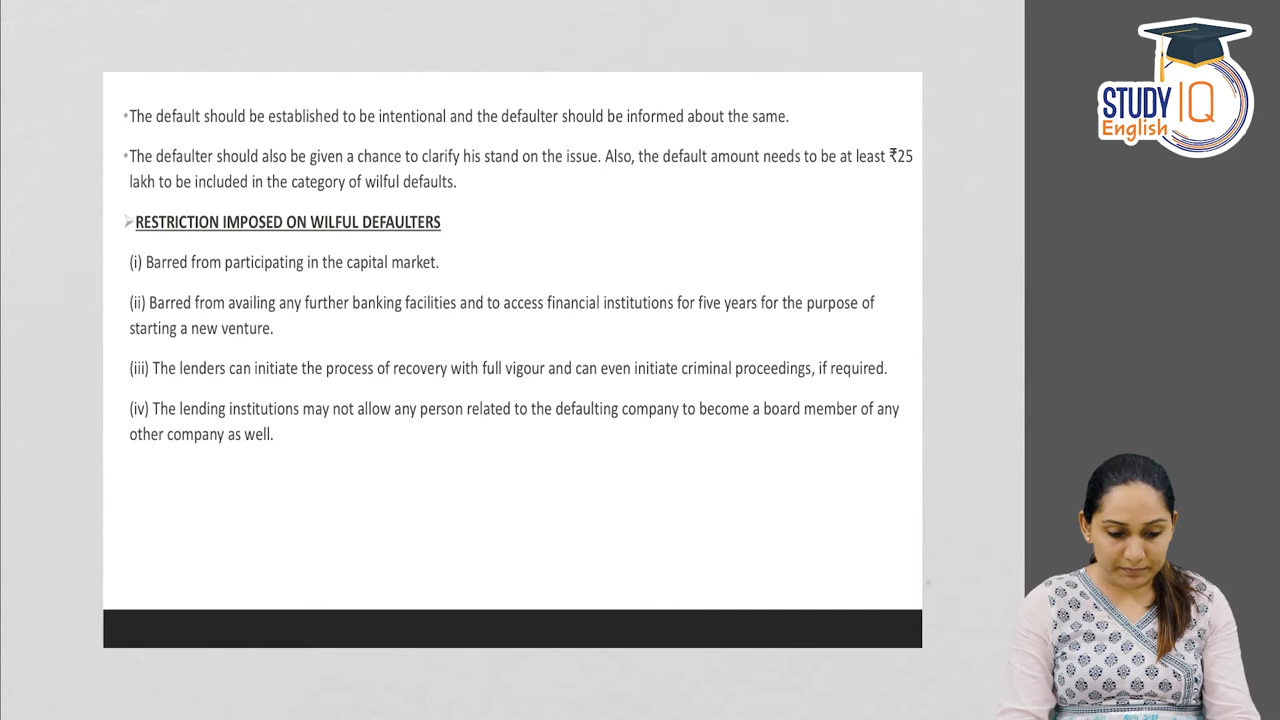 •The default should be established to be intentional and the defaulter should be informed about the same.
•The defaulter should also be given a chance to clarify his stand on the issue. Also, the default amount needs to be at least ₹25
lakh to be included in the category of wilful defaults.
➢RESTRICTION IMPOSED ON WILFUL DEFAULTERS
(i) Barred from participating in the capital market.
(ii) Barred from availing any further banking facilities and to access financial institutions for five years for the purpose of
starting a new venture.
(iii) The lenders can initiate the process of recovery with full vigour and can even initiate criminal proceedings, if required.
(iv) The lending institutions may not allow any person related to the defaulting company to become a board member of any
other company as well.
STUDY IQ
English